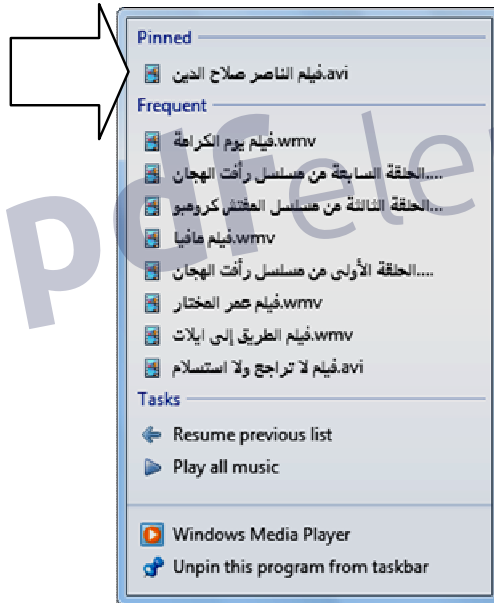 Pinned
فيلم الناصر صلاح الدين.avi
Frequent
فيلم يوم الكرامة.wmv
الحلقة السابعة من مسلسل رأفت الهجان....
الحلقة الثالثة من مسلسل المفتش كرومبو....
فيلم مافيا.wmv
الحلقة الأولى من مسلسل رأفت الهجان....
فيلم عمر المختار.wmv
فيلم الطريق إلى ايلات.wmv
فيلم لا تراجع ولا استسلام.avi
Tasks
Resume previous list
Play all music
Windows Media Player
Unpin this program from taskbar
pdfele